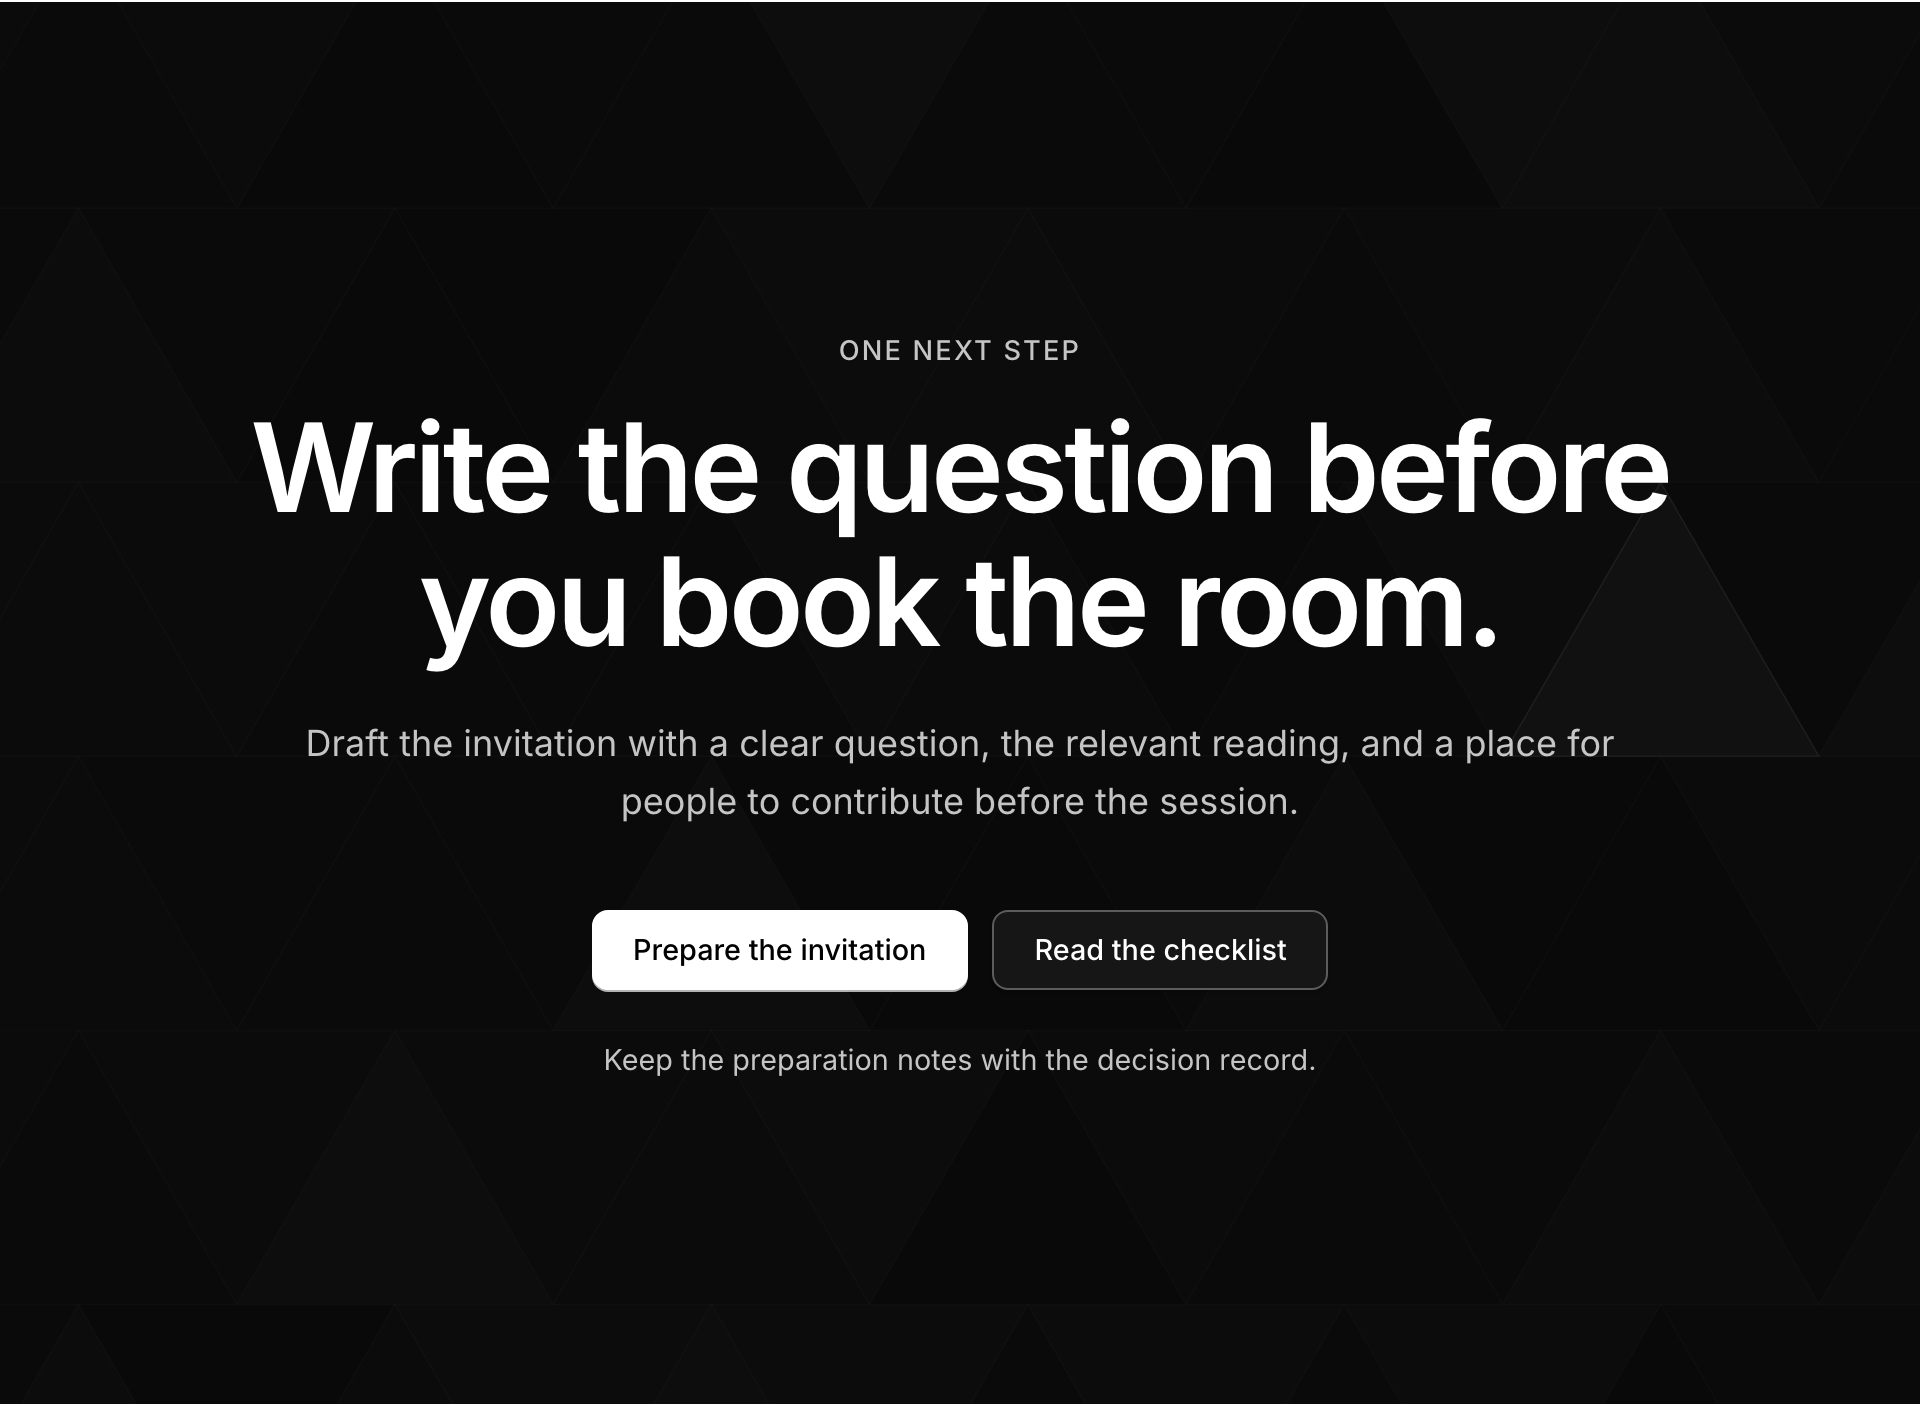 ONE NEXT STEP
Write the question before
you book the room.
Draft the invitation with a clear question, the relevant reading, and a place for
people to contribute before the session.
Prepare the invitation
Read the checklist
Keep the preparation notes with the decision record.